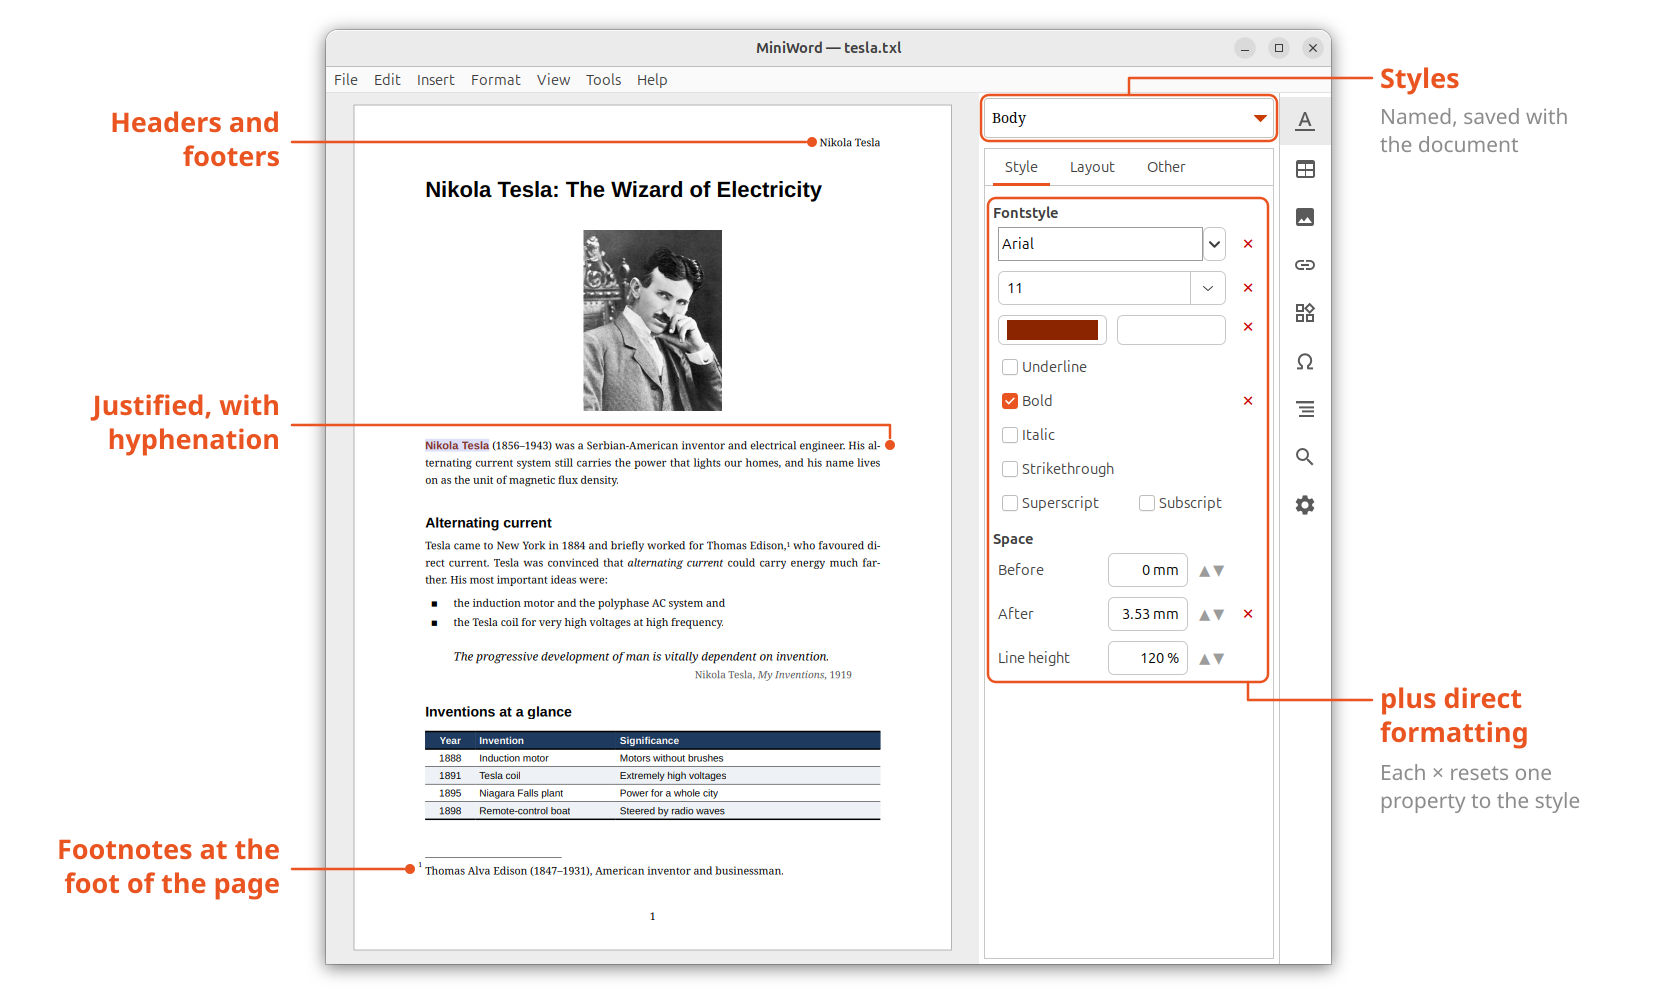 MiniWord — tesla.txl
File Edit Insert Format View Tools Help
Headers and
footers
Justified, with
hyphenation
Footnotes at the
foot of the page
Nikola Tesla
Nikola Tesla: The Wizard of Electricity
Nikola Tesla (1856–1943) was a Serbian-American inventor and electrical engineer. His al-
ternating current system still carries the power that lights our homes, and his name lives
on as the unit of magnetic flux density.
Alternating current
Tesla came to New York in 1884 and briefly worked for Thomas Edison,¹ who favoured di-
rect current. Tesla was convinced that alternating current could carry energy much far-
ther. His most important ideas were:
▪ the induction motor and the polyphase AC system and
▪ the Tesla coil for very high voltages at high frequency.
The progressive development of man is vitally dependent on invention.
Nikola Tesla, My Inventions, 1919
Inventions at a glance
Year Invention Significance
1888 Induction motor Motors without brushes
1891 Tesla coil Extremely high voltages
1895 Niagara Falls plant Power for a whole city
1898 Remote-control boat Steered by radio waves
¹ Thomas Alva Edison (1847–1931), American inventor and businessman.
1
Body
Style Layout Other
Fontstyle
Arial
11
Underline
Bold
Italic
Strikethrough
Superscript Subscript
Space
Before 0 mm
After 3.53 mm
Line height 120 %
Styles
Named, saved with
the document
plus direct
formatting
Each × resets one
property to the style